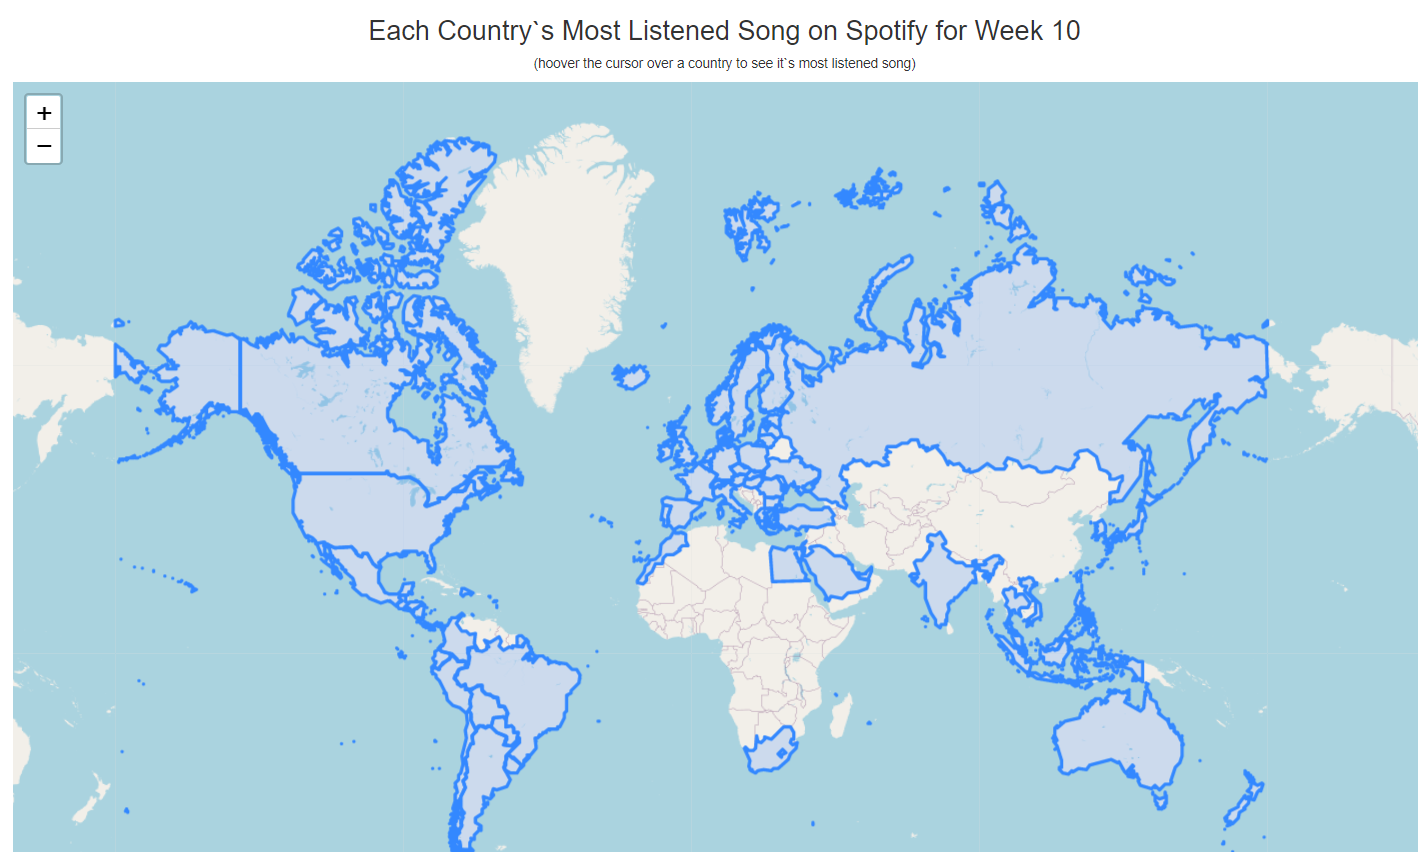 Each Country`s Most Listened Song on Spotify for Week 10
(hoover the cursor over a country to see it`s most listened song)
+
−